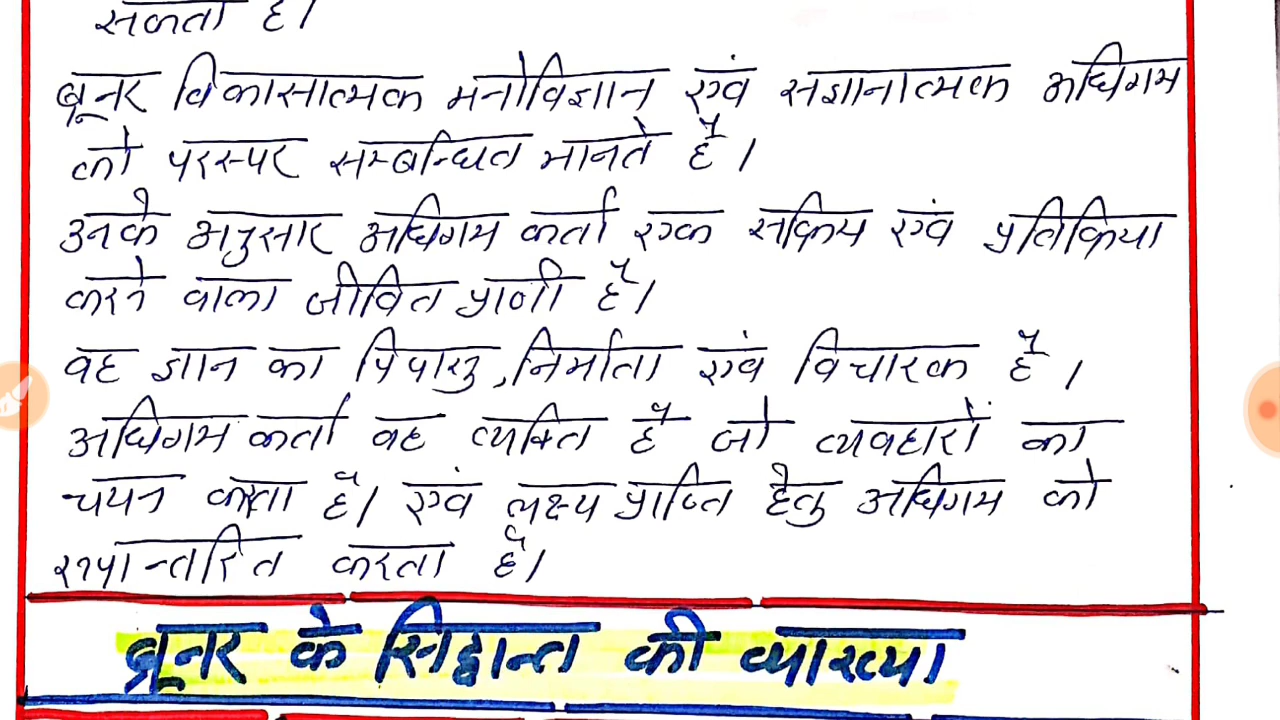 सकता है।
ब्रूनर विकासात्मक मनोविज्ञान एवं सज्ञानात्मक अधिगम
को परस्पर सम्बन्धित मानते है।
उनके अनुसार अधिगम कर्ता एक सक्रिय एवं प्रतिक्रिया
करने वाला जीवित प्राणी है।
वह ज्ञान का पिपासु, निर्माता एवं विचारक है।
अधिगम कर्ता वह व्यक्ति है जो व्यवहारों का
चयन करता है। एवं लक्ष्य प्राप्ति हेतु अधिगम को
रूपान्तरित करता है।
ब्रूनर के सिद्वान्त की व्याख्या